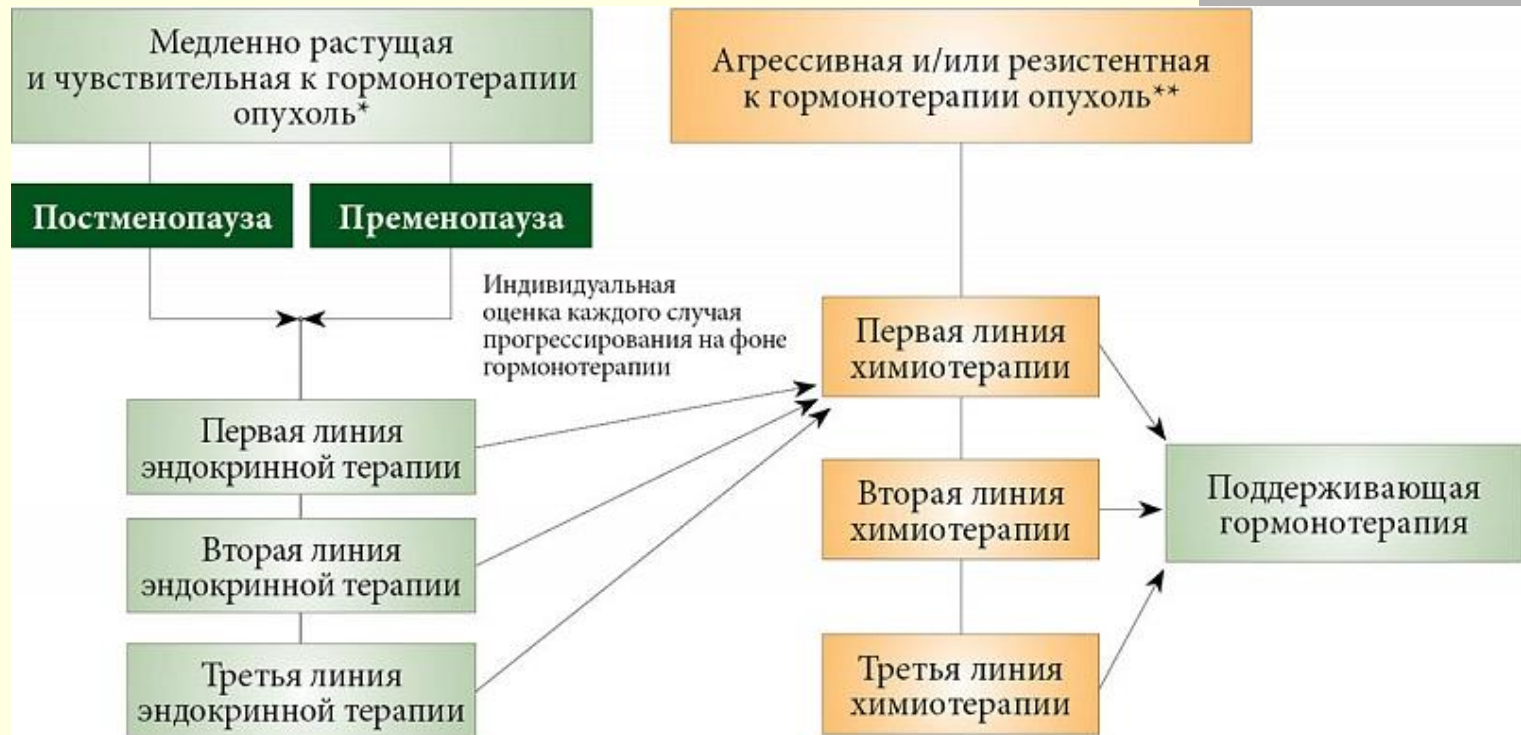 Медленно растущая
и чувствительная к гормонотерапии
опухоль*
Агрессивная и/или резистентная
к гормонотерапии опухоль**
Постменопауза
Пременопауза
Индивидуальная
оценка каждого случая
прогрессирования на фоне
гормонотерапии
Первая линия
эндокринной терапии
Вторая линия
эндокринной терапии
Третья линия
эндокринной терапии
Первая линия
химиотерапии
Вторая линия
химиотерапии
Третья линия
химиотерапии
Поддерживающая
гормонотерапия